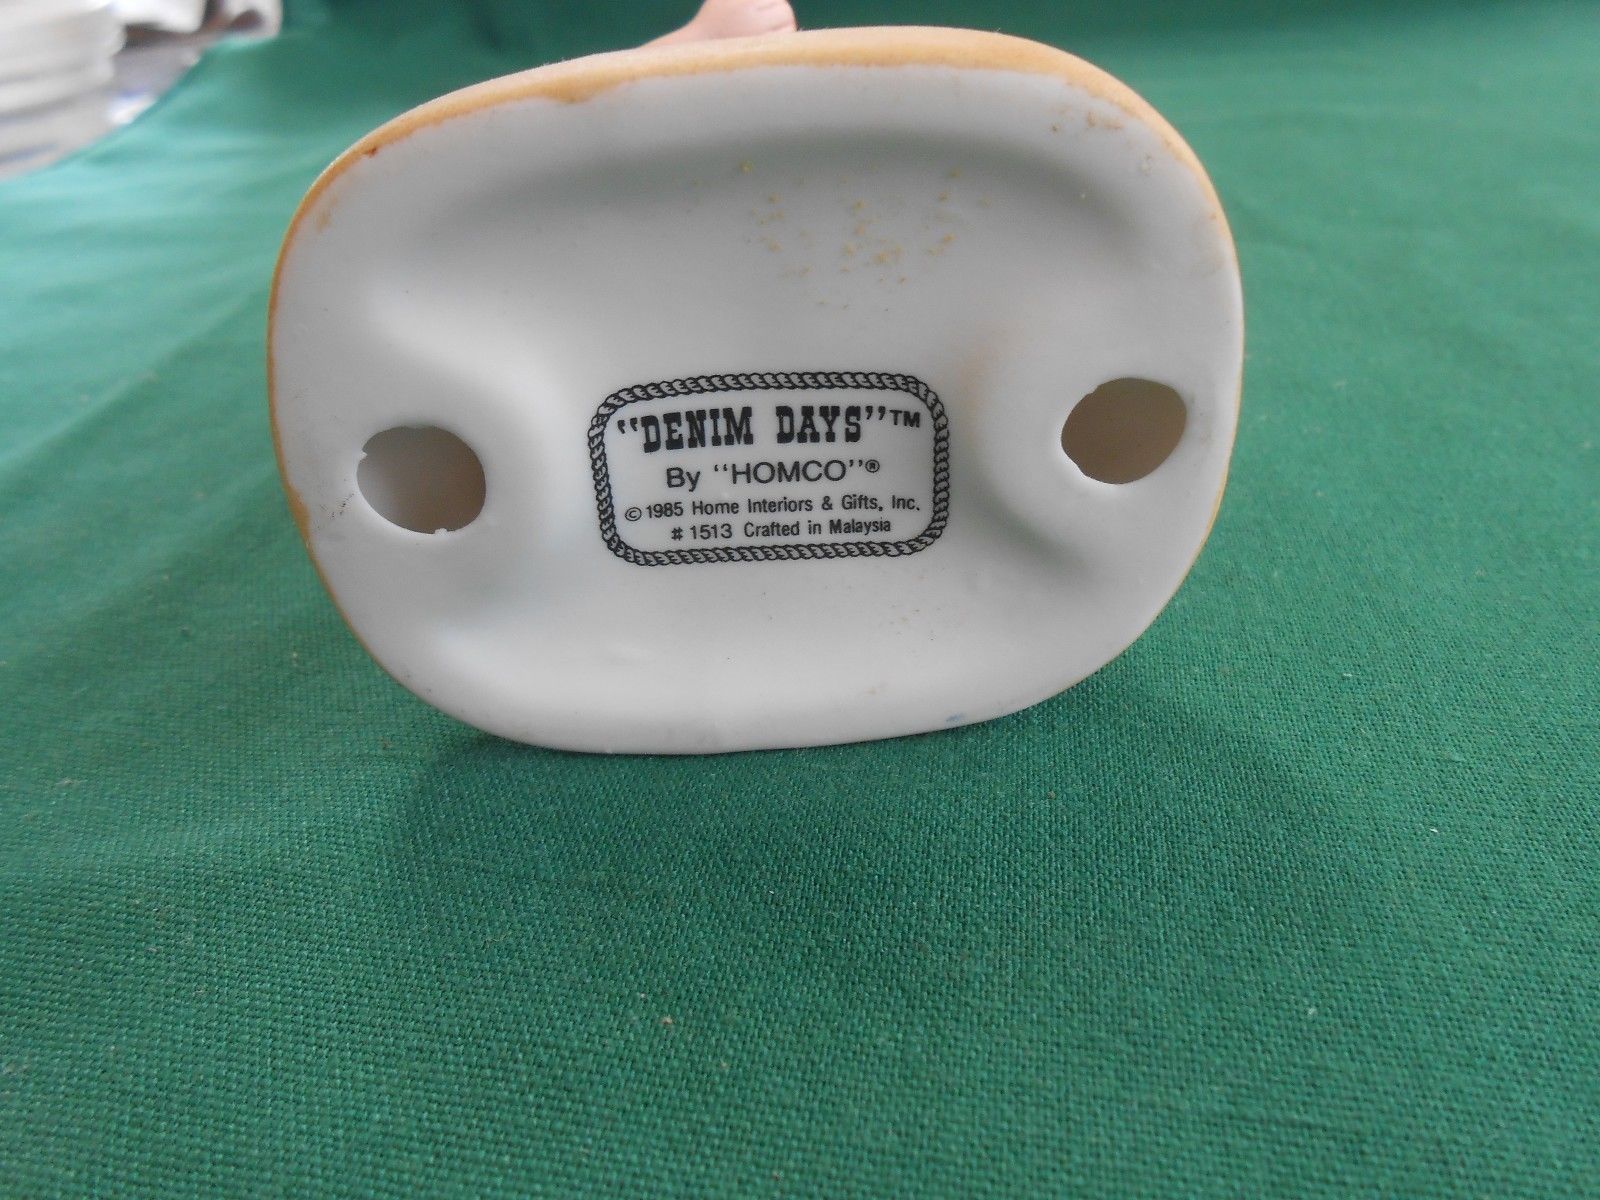 "DENIM DAYS"™
By "HOMCO"®
©1985 Home Interiors & Gifts, Inc.
# 1513 Crafted in Malaysia